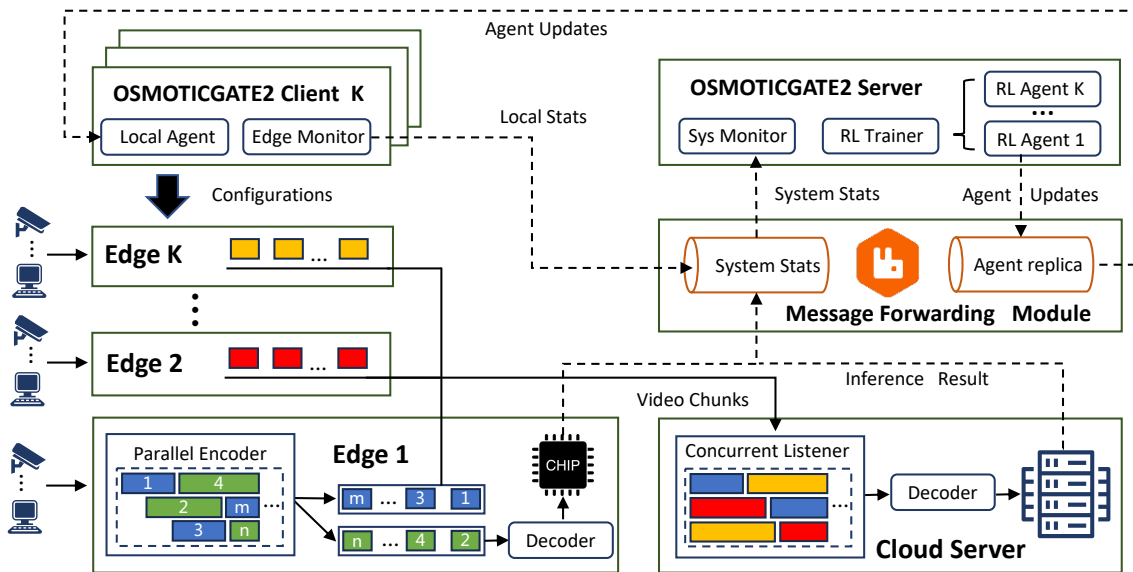 Agent Updates
OSMOTICGATE2 Client K
Local Agent
Edge Monitor
Local Stats
OSMOTICGATE2 Server
Sys Monitor
RL Trainer
RL Agent K
...
RL Agent 1
Configurations
System Stats
Agent Updates
Edge K
...
System Stats
Agent replica
Message Forwarding Module
Edge 2
...
Inference Result
Video Chunks
Edge 1
Parallel Encoder
1 4
2 m ...
3 n
m ... 3 1
n ... 4 2
Decoder
CHIP
Concurrent Listener
...
Decoder
Cloud Server